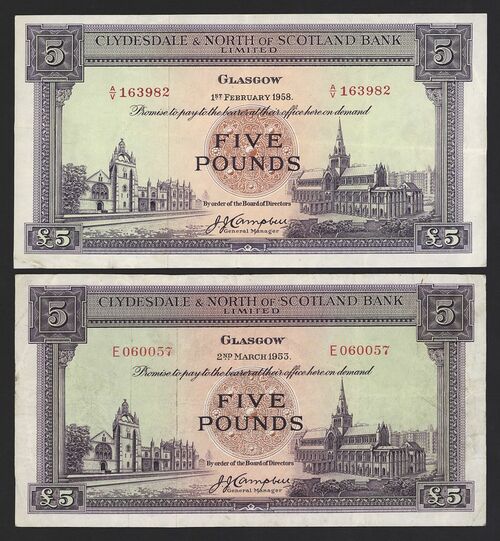 5 CLYDESDALE & NORTH OF SCOTLAND BANK 5
LIMITED
GLASGOW
A/V 163982 A/V 163982
1ST FEBRUARY 1958.
Promise to pay to the bearer at their office here on demand
FIVE
POUNDS
By order of the Board of Directors
J.J. Campbell
General Manager
£5 £5
5 CLYDESDALE & NORTH OF SCOTLAND BANK 5
LIMITED
GLASGOW
E 060057 E 060057
2ND MARCH 1953.
Promise to pay to the bearer at their office here on demand
FIVE
POUNDS
By order of the Board of Directors
J.J. Campbell
General Manager
£5 £5